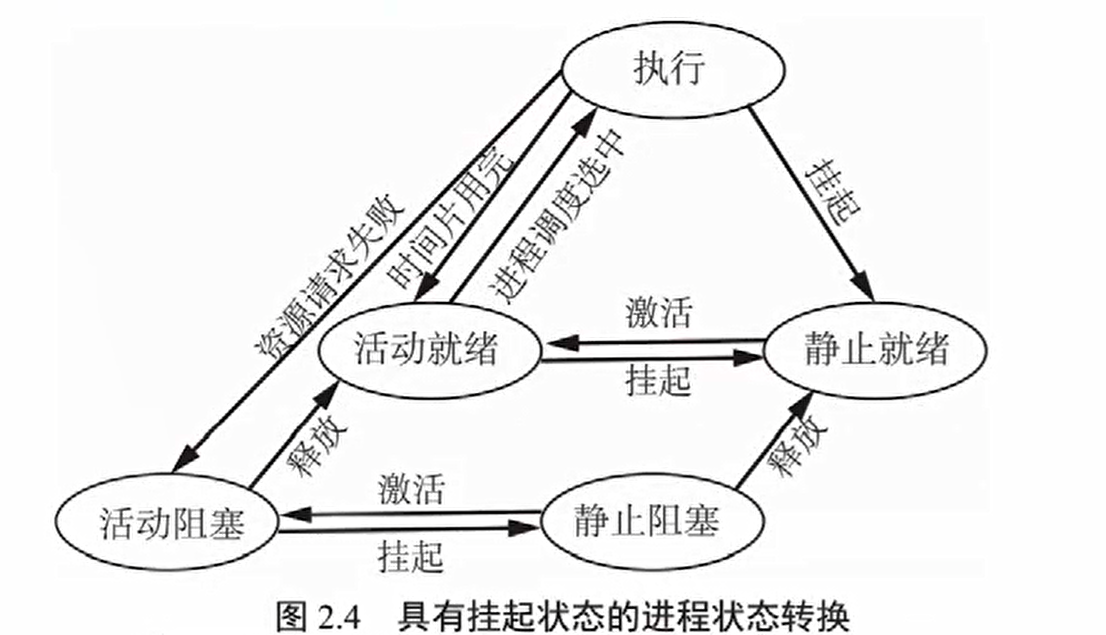 执行
挂起
时间片用完
进程调度选中
资源请求失败
活动就绪
激活
挂起
静止就绪
释放
释放
活动阻塞
激活
挂起
静止阻塞
图 2.4 具有挂起状态的进程状态转换